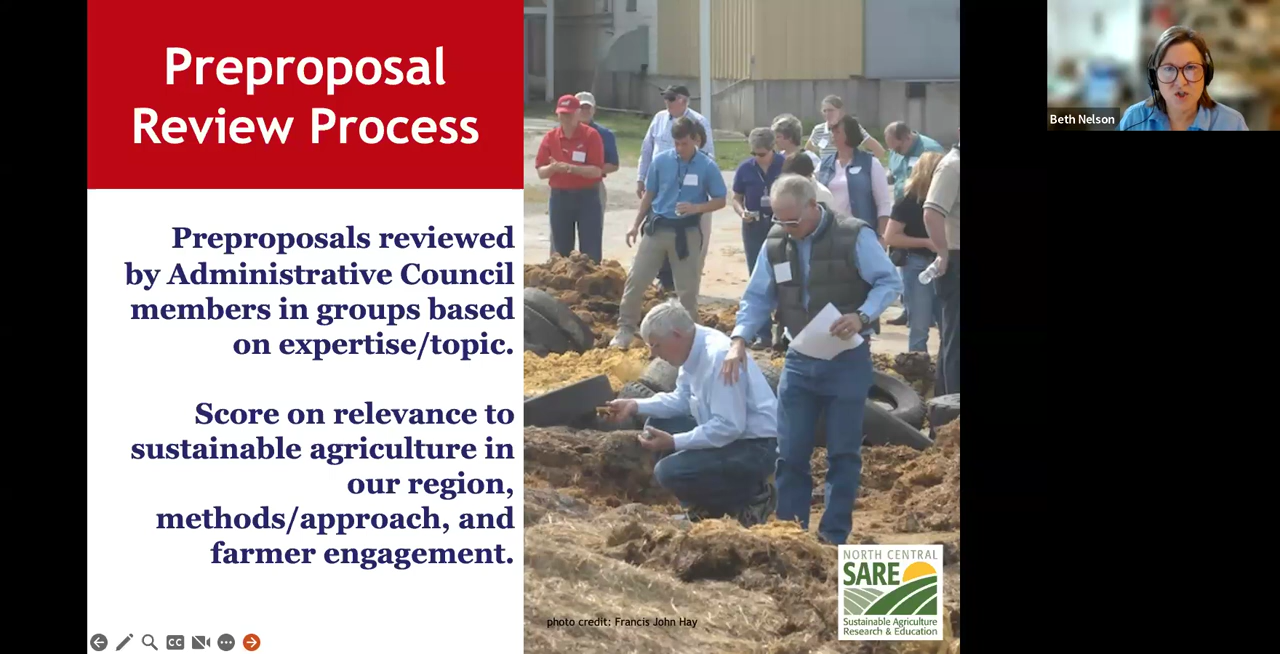 Preproposal
Review Process
Preproposals reviewed
by Administrative Council
members in groups based
on expertise/topic.
Score on relevance to
sustainable agriculture in
our region,
methods/approach, and
farmer engagement.
CC
photo credit: Francis John Hay
NORTH CENTRAL
SARE
Sustainable Agriculture
Research & Education
Beth Nelson